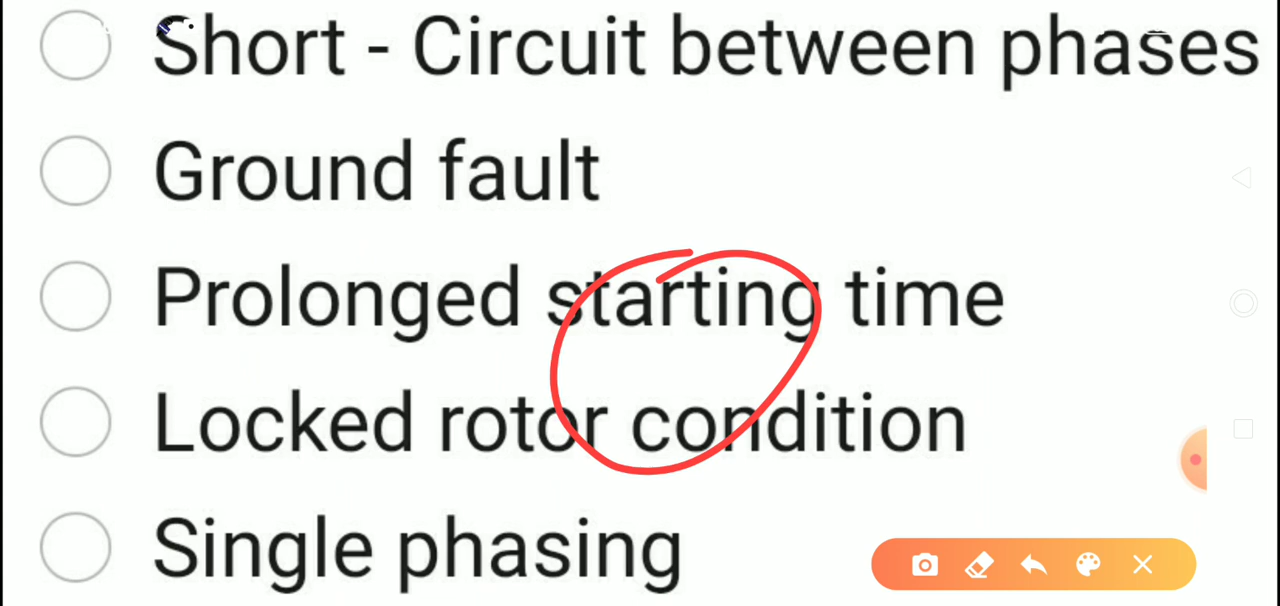 Short - Circuit between phases
Ground fault
Prolonged starting time
Locked rotor condition
Single phasing